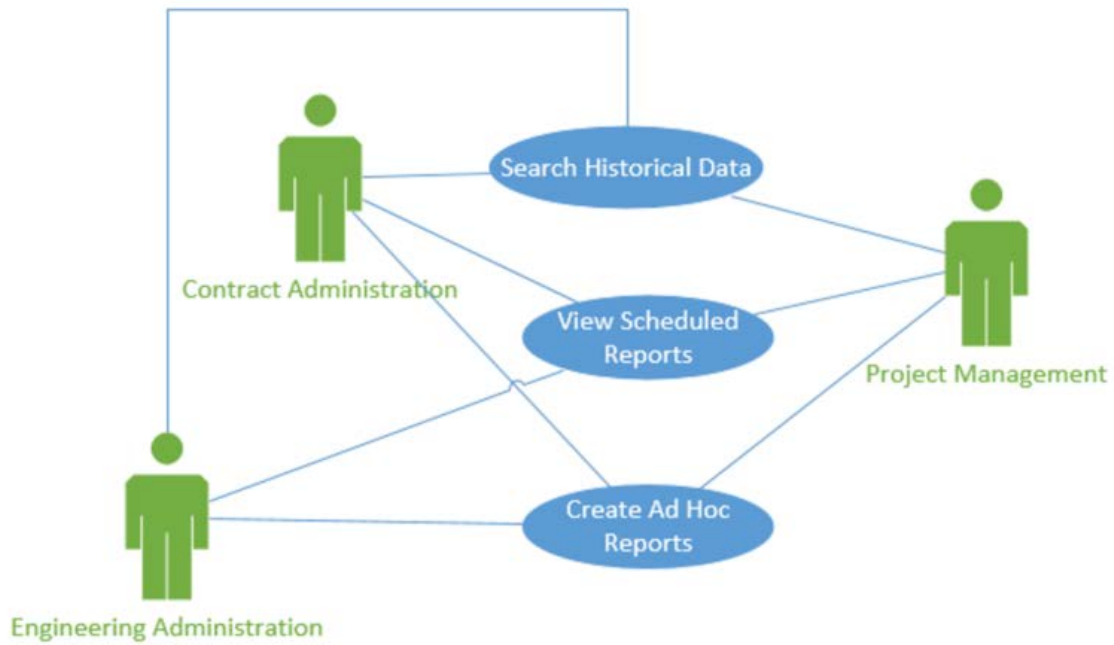 Search Historical Data
Contract Administration
View Scheduled
Reports
Project Management
Create Ad Hoc
Reports
Engineering Administration